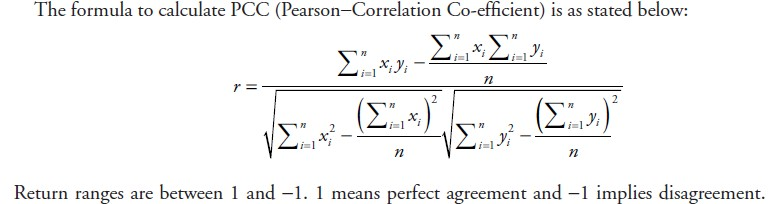 The formula to calculate PCC (Pearson–Correlation Co-efficient) is as stated below:
r = \frac{\sum_{i=1}^{n} x_i y_i - \frac{\sum_{i=1}^{n} x_i \sum_{i=1}^{n} y_i}{n}}{\sqrt{\sum_{i=1}^{n} x_i^2 - \frac{\left(\sum_{i=1}^{n} x_i\right)^2}{n}} \sqrt{\sum_{i=1}^{n} y_i^2 - \frac{\left(\sum_{i=1}^{n} y_i\right)^2}{n}}}
Return ranges are between 1 and −1. 1 means perfect agreement and −1 implies disagreement.